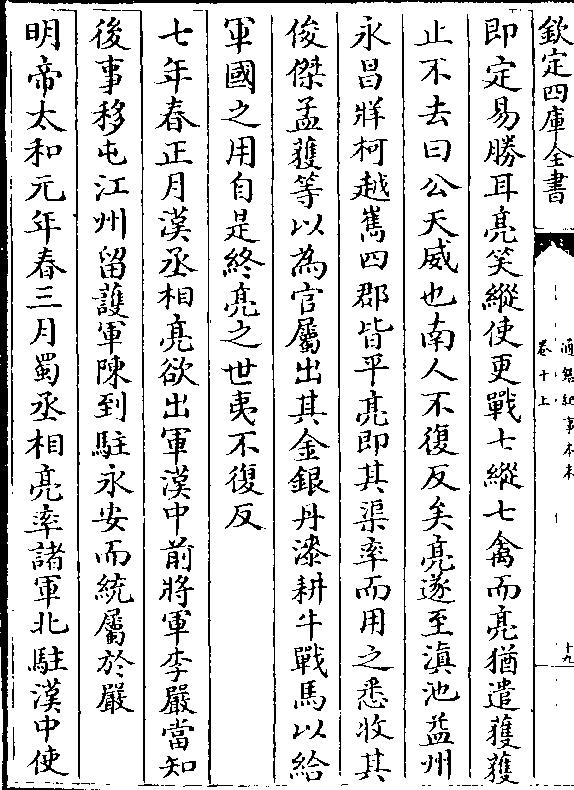 欽定四庫全書
通鑑紀事本末
卷十上
十九
即定易勝耳亮笑縱使更戰七縱七禽而亮猶遣獲獲
止不去曰公天威也南人不復反矣亮遂至滇池益州
永昌牂柯越嶲四郡皆平亮即其渠率而用之悉收其
俊傑孟獲等以為官屬出其金銀丹漆耕牛戰馬以給
軍國之用自是終亮之世夷不復反
七年春正月漢丞相亮欲出軍漢中前將軍李嚴當知
後事移屯江州留護軍陳到駐永安而統屬於嚴
明帝太和元年春三月蜀丞相亮率諸軍北駐漢中使